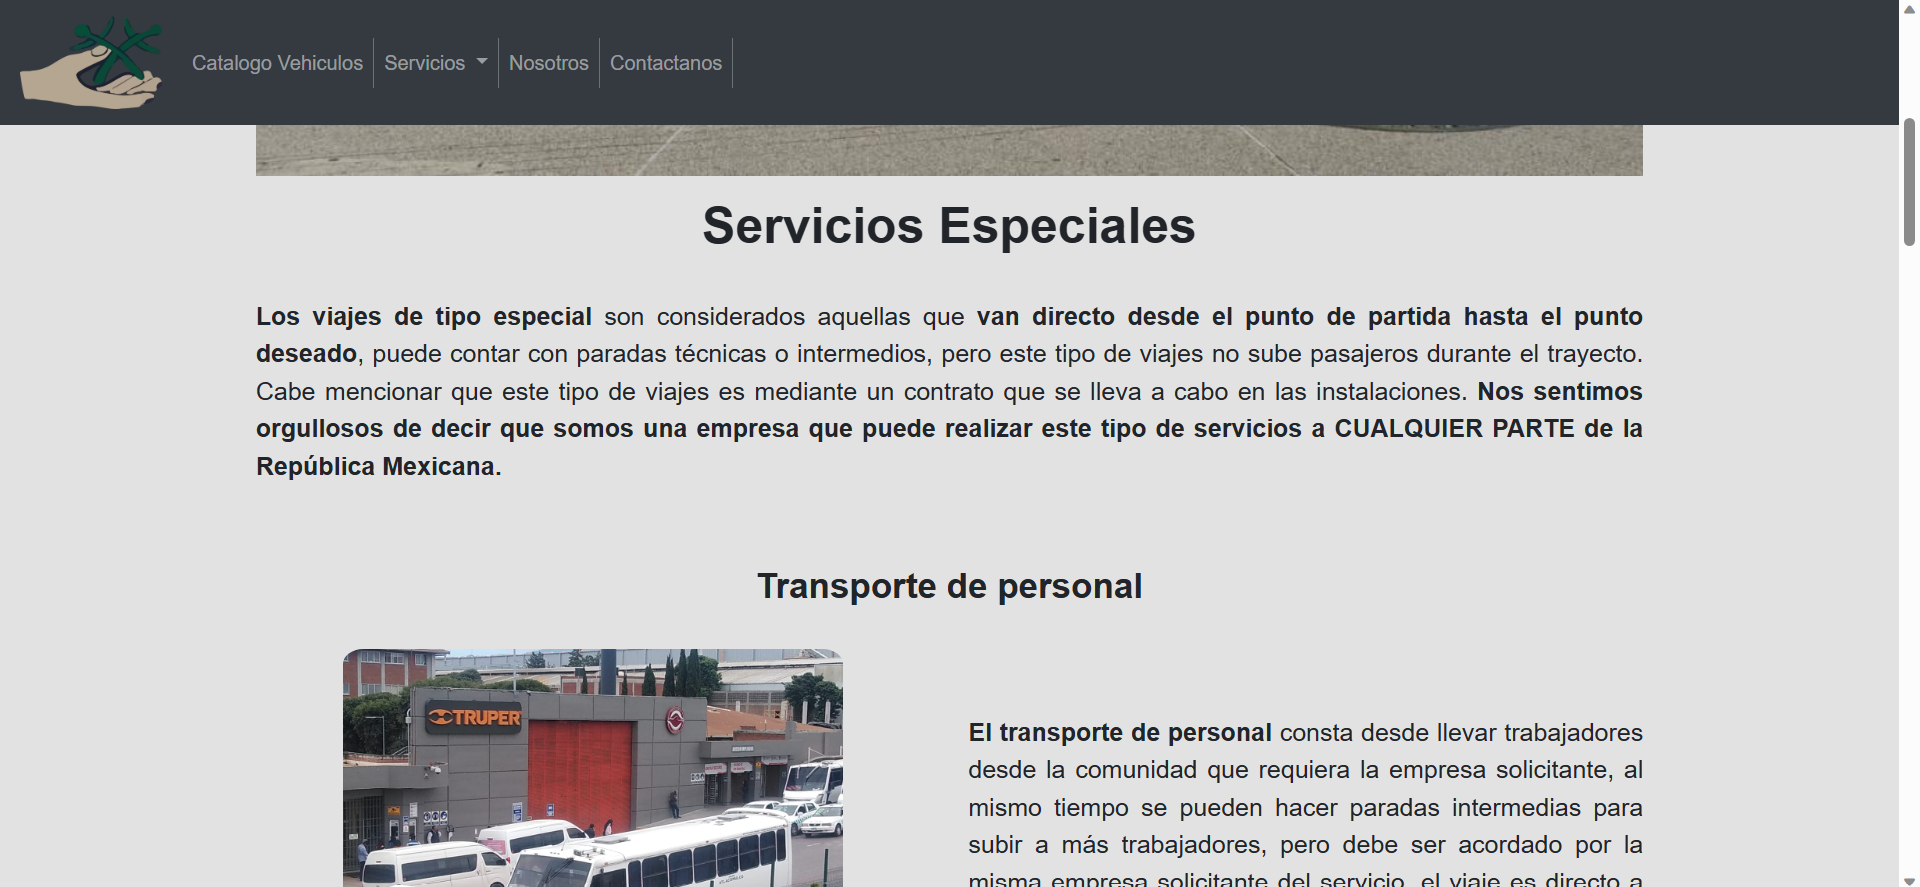 Catalogo Vehiculos
Servicios
Nosotros
Contactanos
Servicios Especiales
Los viajes de tipo especial son considerados aquellas que van directo desde el punto de partida hasta el punto
deseado, puede contar con paradas técnicas o intermedios, pero este tipo de viajes no sube pasajeros durante el trayecto.
Cabe mencionar que este tipo de viajes es mediante un contrato que se lleva a cabo en las instalaciones. Nos sentimos
orgullosos de decir que somos una empresa que puede realizar este tipo de servicios a CUALQUIER PARTE de la
República Mexicana.
Transporte de personal
TRUPER
El transporte de personal consta desde llevar trabajadores
desde la comunidad que requiera la empresa solicitante, al
mismo tiempo se pueden hacer paradas intermedias para
subir a más trabajadores, pero debe ser acordado por la
misma empresa solicitante del servicio, el viaje es directo a